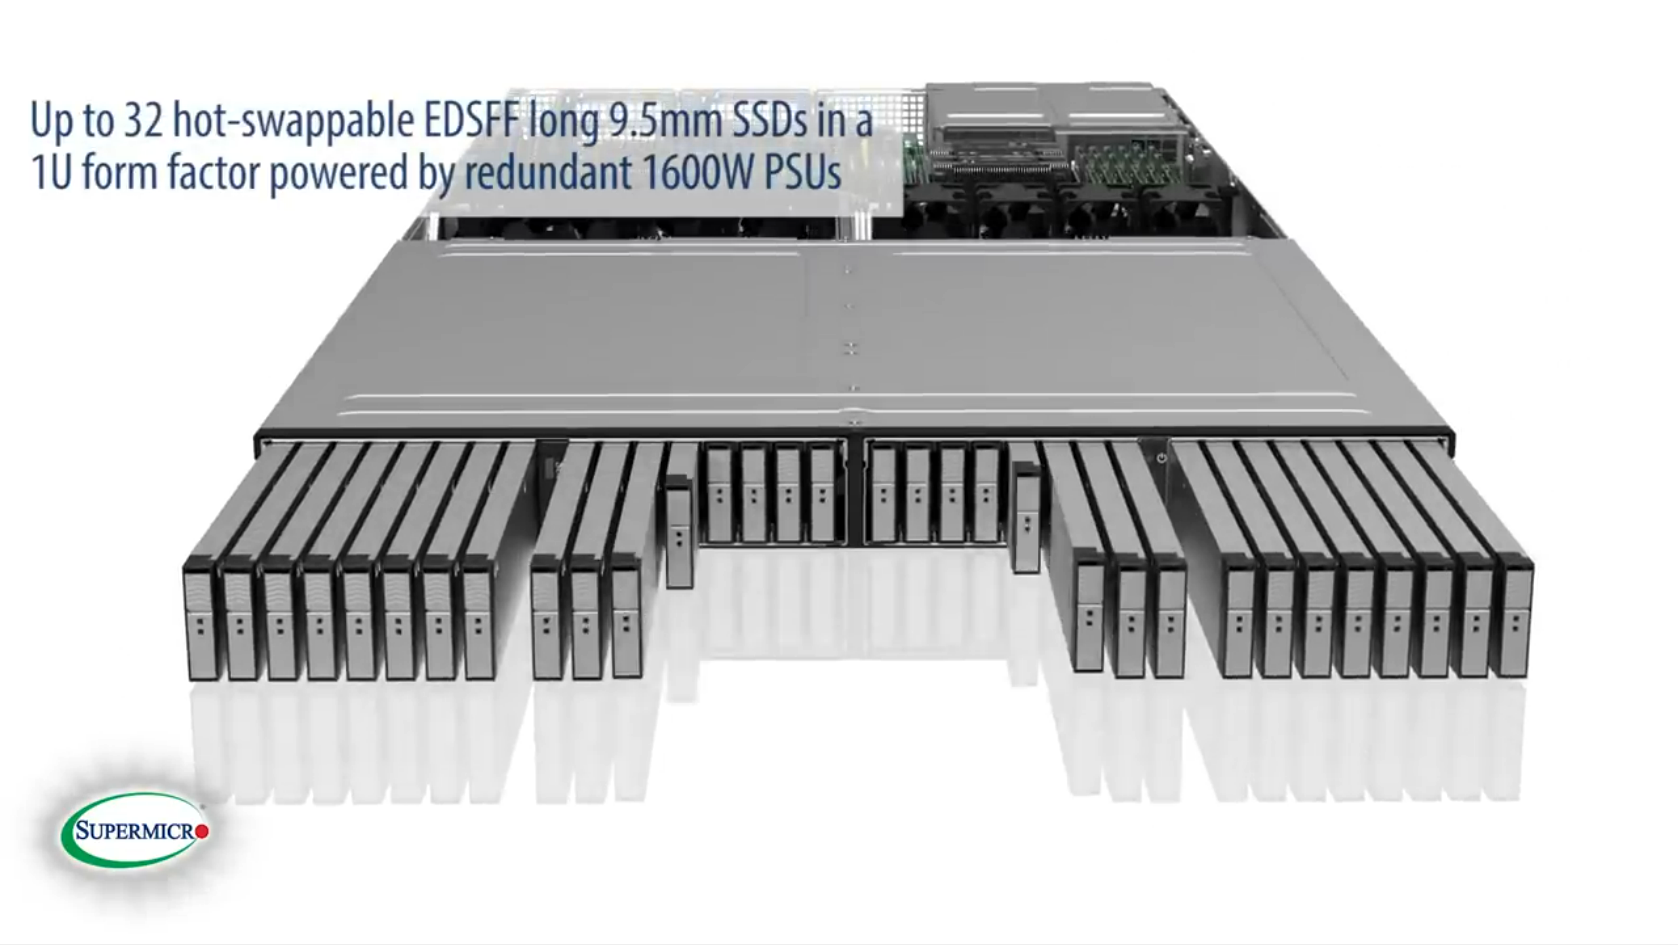 Up to 32 hot-swappable EDSFF long 9.5mm SSDs in a
1U form factor powered by redundant 1600W PSUs
SUPERMICRO